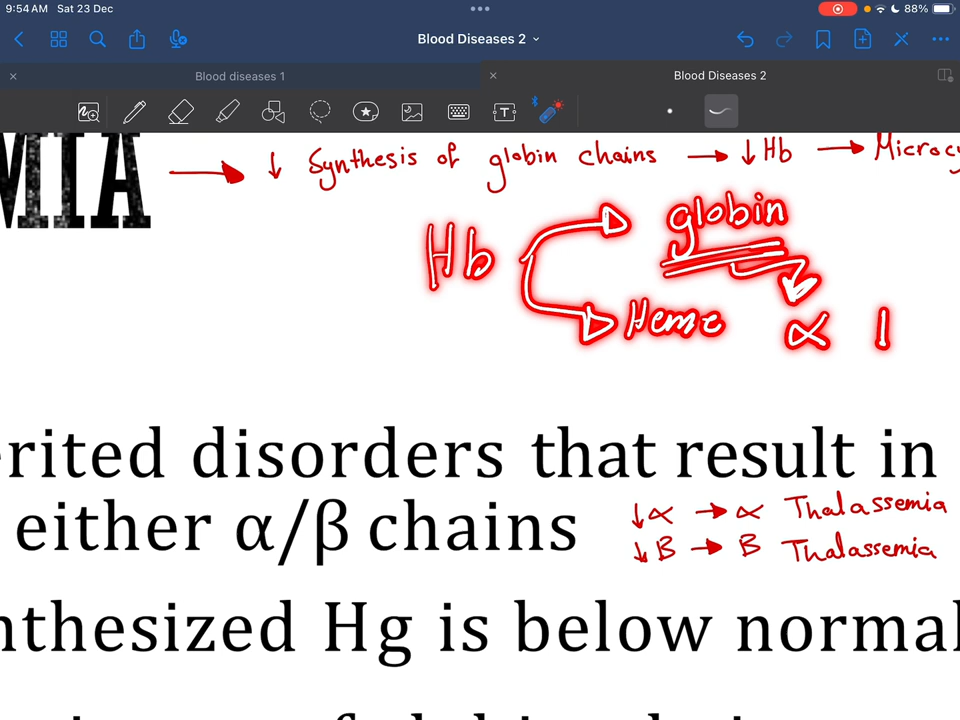 9:54 AM Sat 23 Dec 88%
Blood Diseases 2
Blood diseases 1 Blood Diseases 2
MIA → ↓ Synthesis of globin chains → ↓ Hb → Microcy
Hb globin
Heme α
erited disorders that result in
either α/β chains ↓α → α Thalassemia
↓B → B Thalassemia
nthesized Hg is below normal